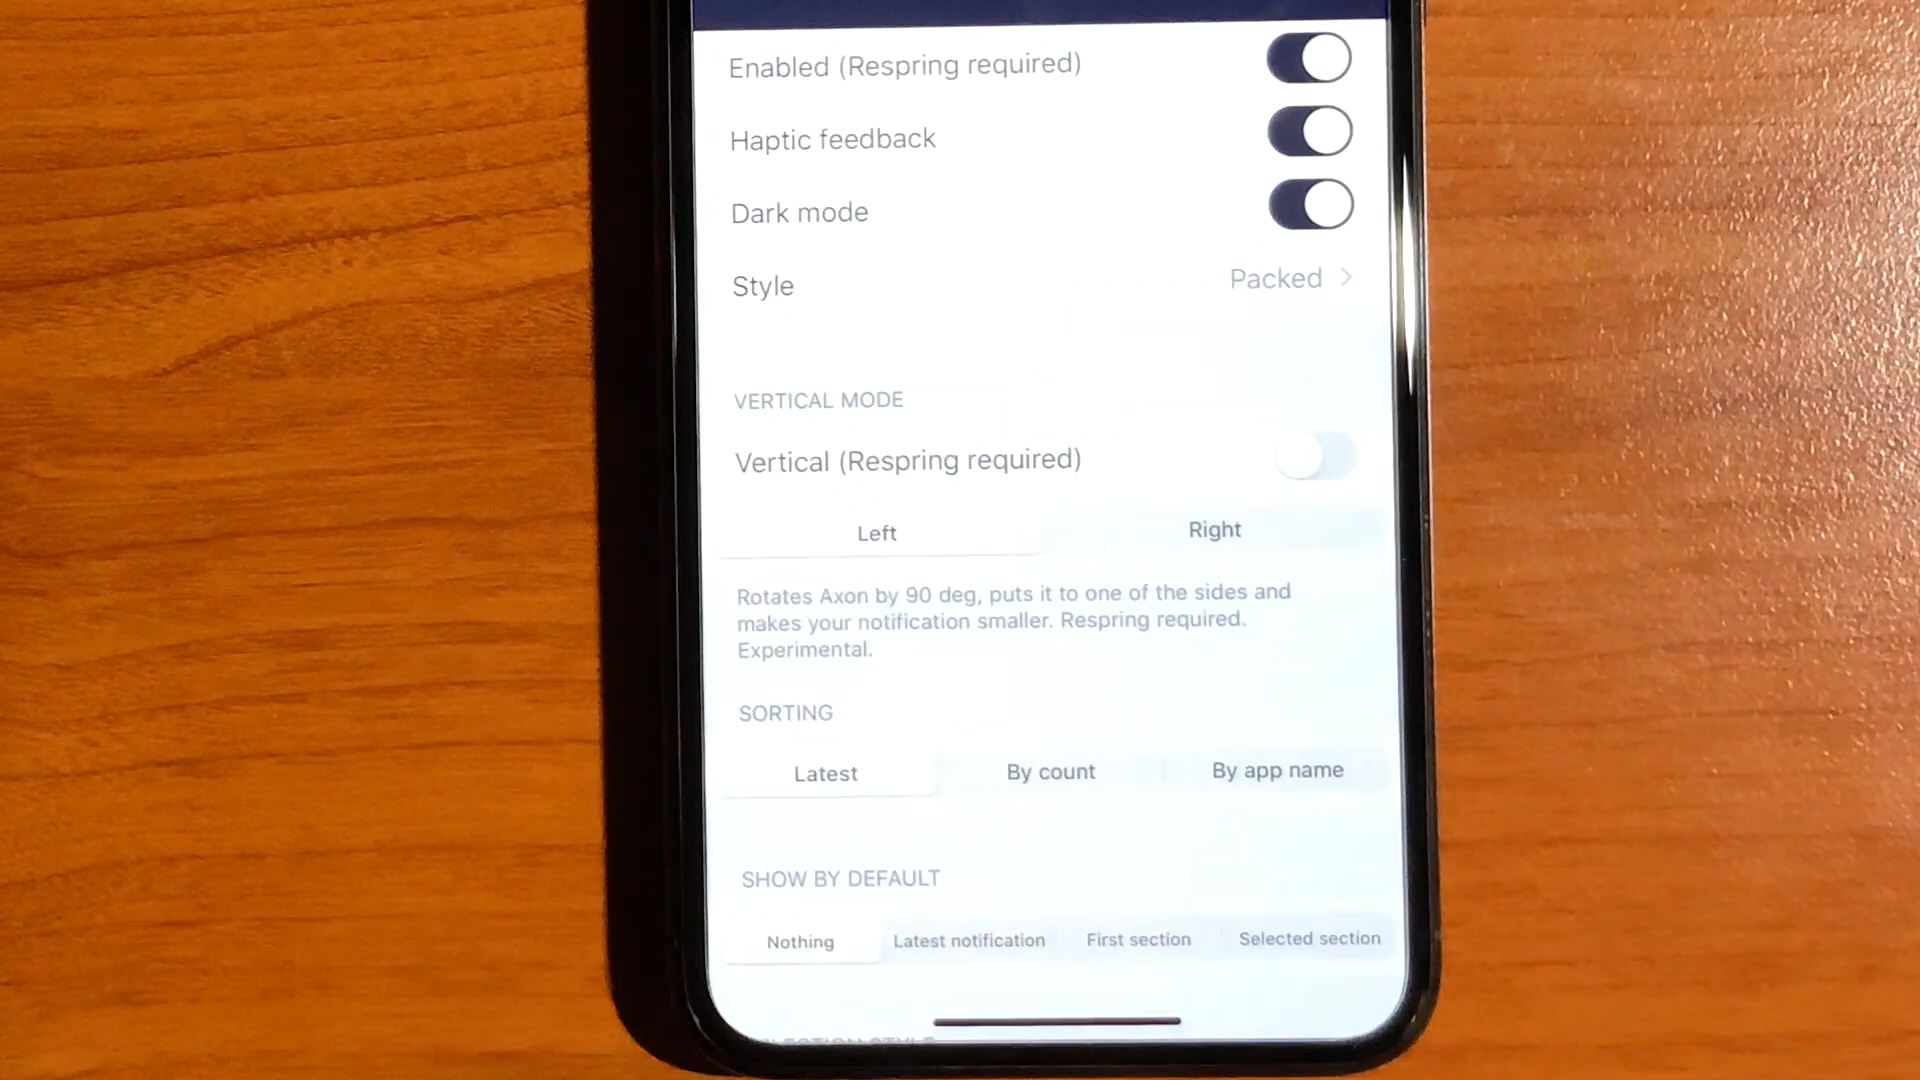 Enabled (Respring required)
Haptic feedback
Dark mode
Style Packed
VERTICAL MODE
Vertical (Respring required)
Left Right
Rotates Axon by 90 deg, puts it to one of the sides and
makes your notification smaller. Respring required.
Experimental.
SORTING
Latest By count By app name
SHOW BY DEFAULT
Nothing Latest notification First section Selected section